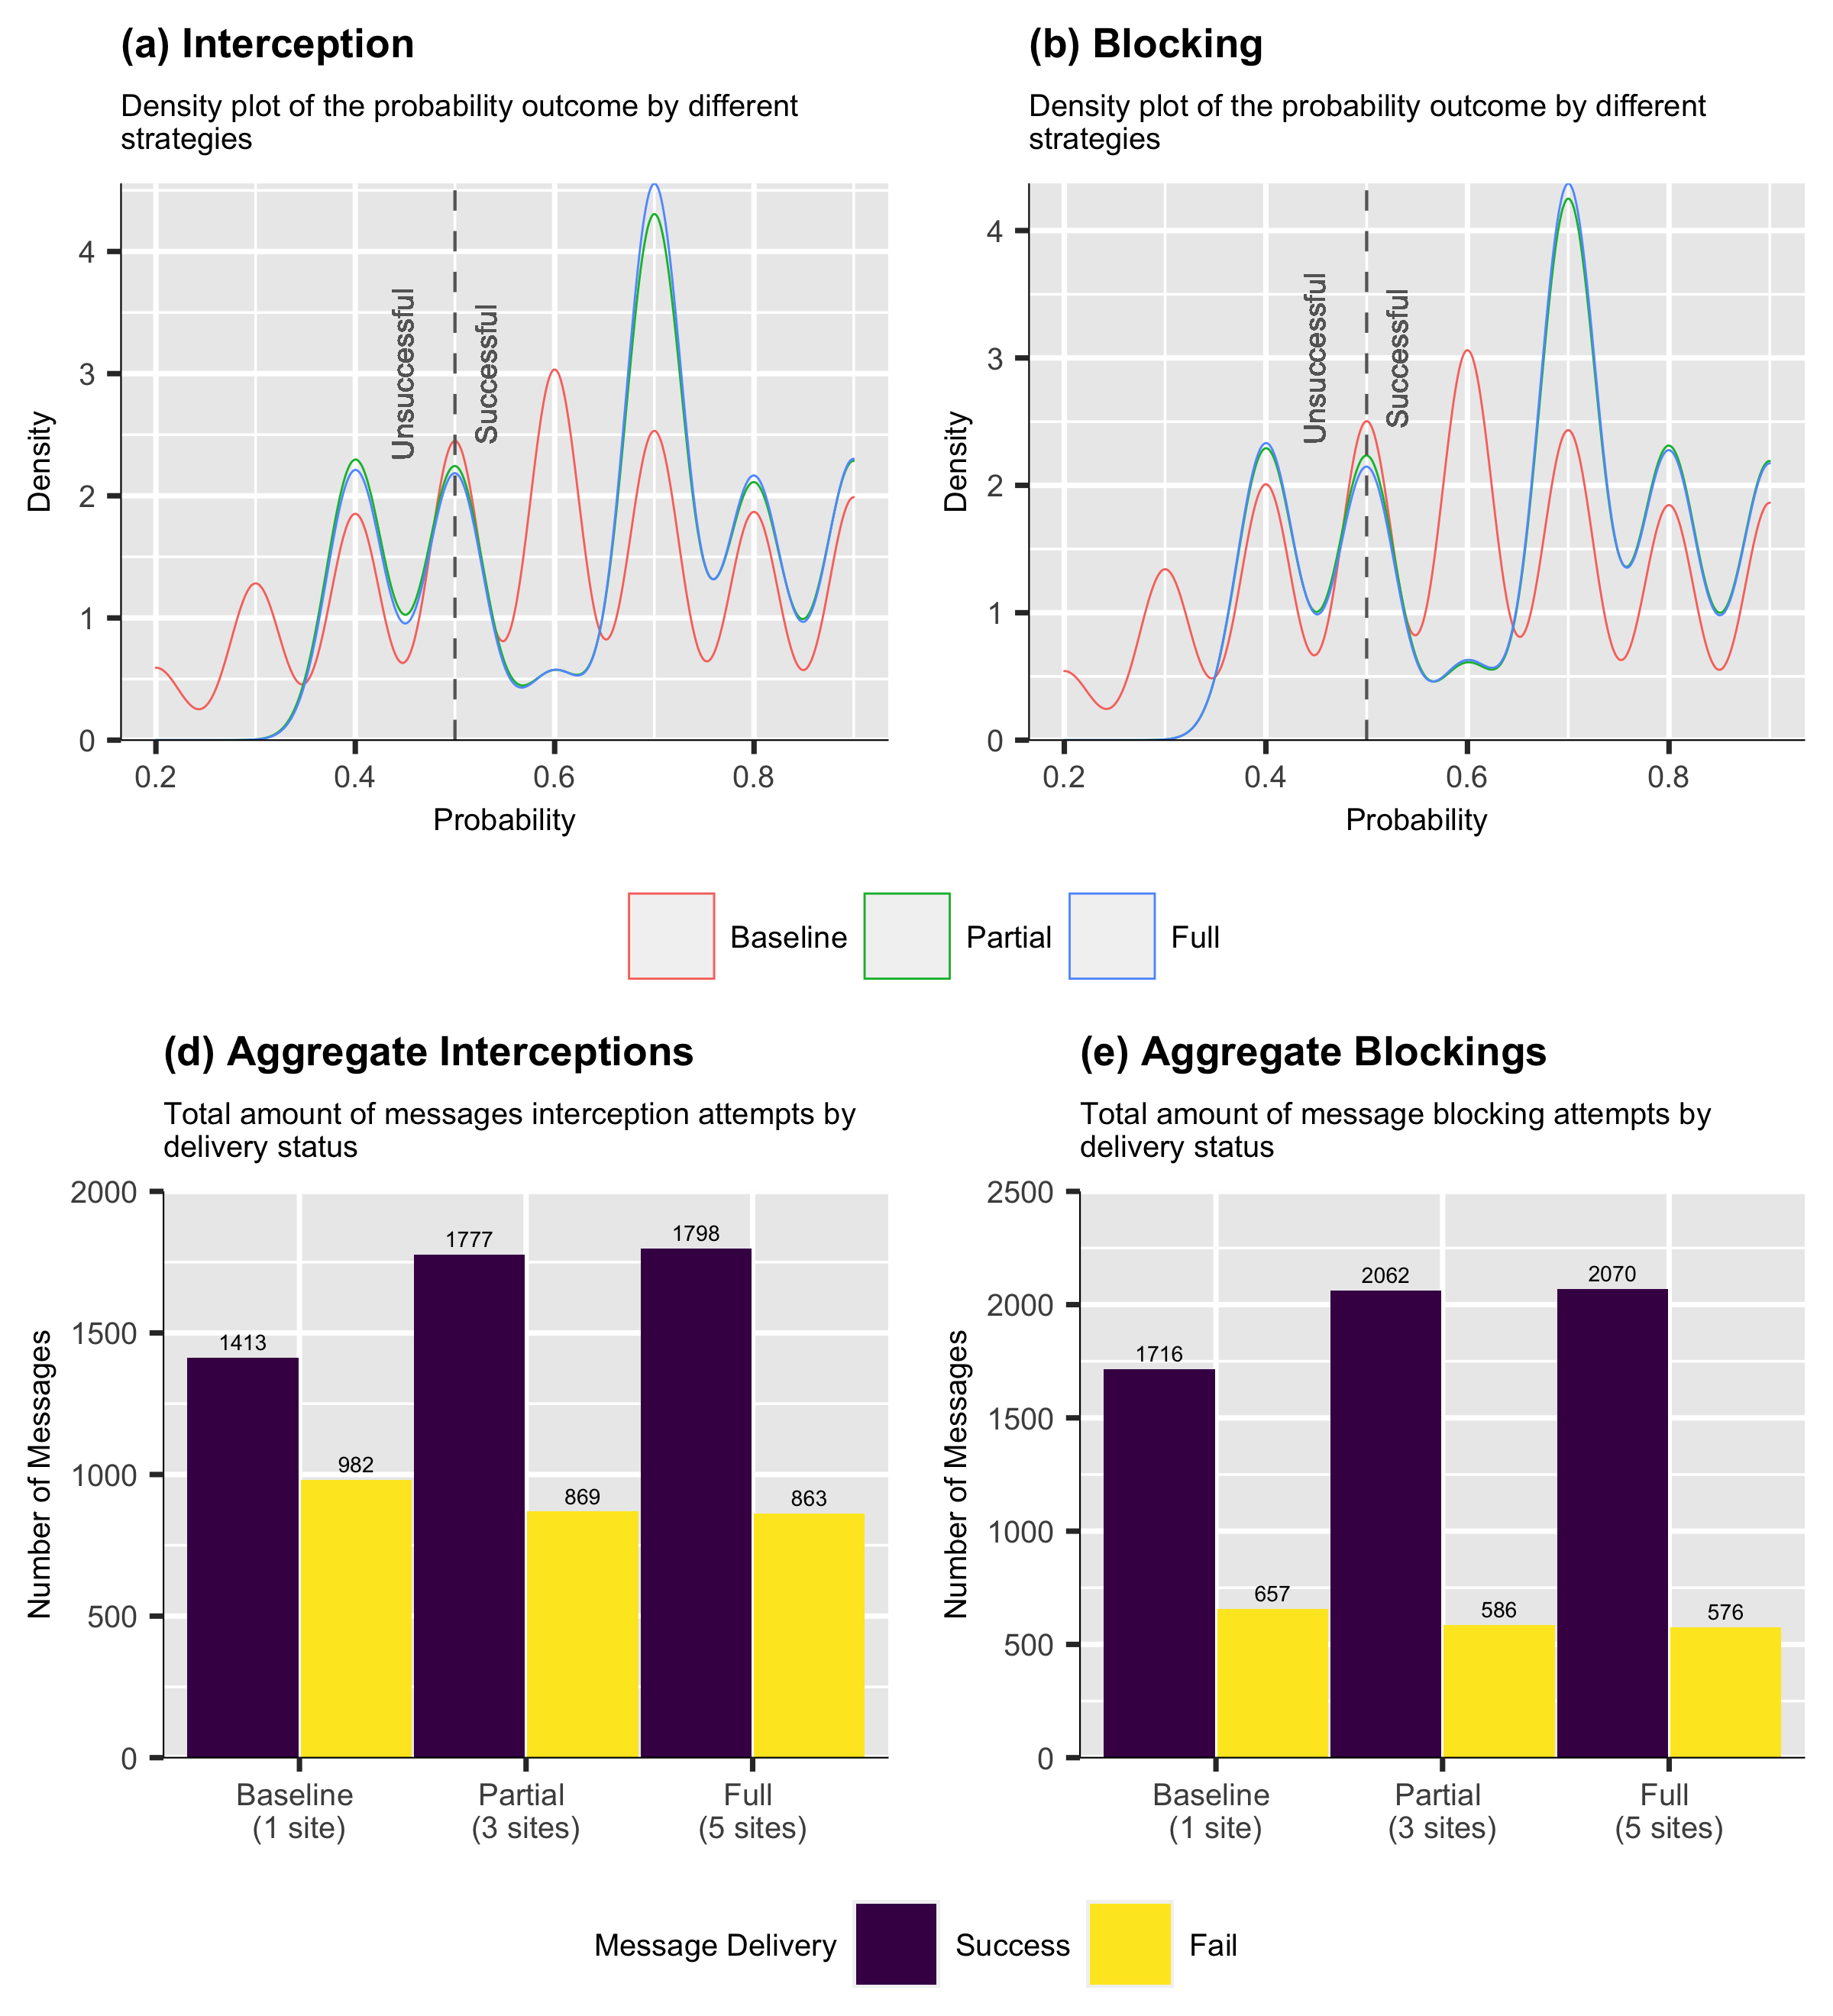 (a) Interception
Density plot of the probability outcome by different
strategies
Density
4
3
2
1
0
Unsuccessful
Successful
0.2
0.4
0.6
0.8
Probability
(b) Blocking
Density plot of the probability outcome by different
strategies
Density
4
3
2
1
0
Unsuccessful
Successful
0.2
0.4
0.6
0.8
Probability
Baseline
Partial
Full
(d) Aggregate Interceptions
Total amount of messages interception attempts by
delivery status
Number of Messages
2000
1500
1000
500
0
1413
982
1777
869
1798
863
Baseline
(1 site)
Partial
(3 sites)
Full
(5 sites)
(e) Aggregate Blockings
Total amount of message blocking attempts by
delivery status
Number of Messages
2500
2000
1500
1000
500
0
1716
657
2062
586
2070
576
Baseline
(1 site)
Partial
(3 sites)
Full
(5 sites)
Message Delivery
Success
Fail